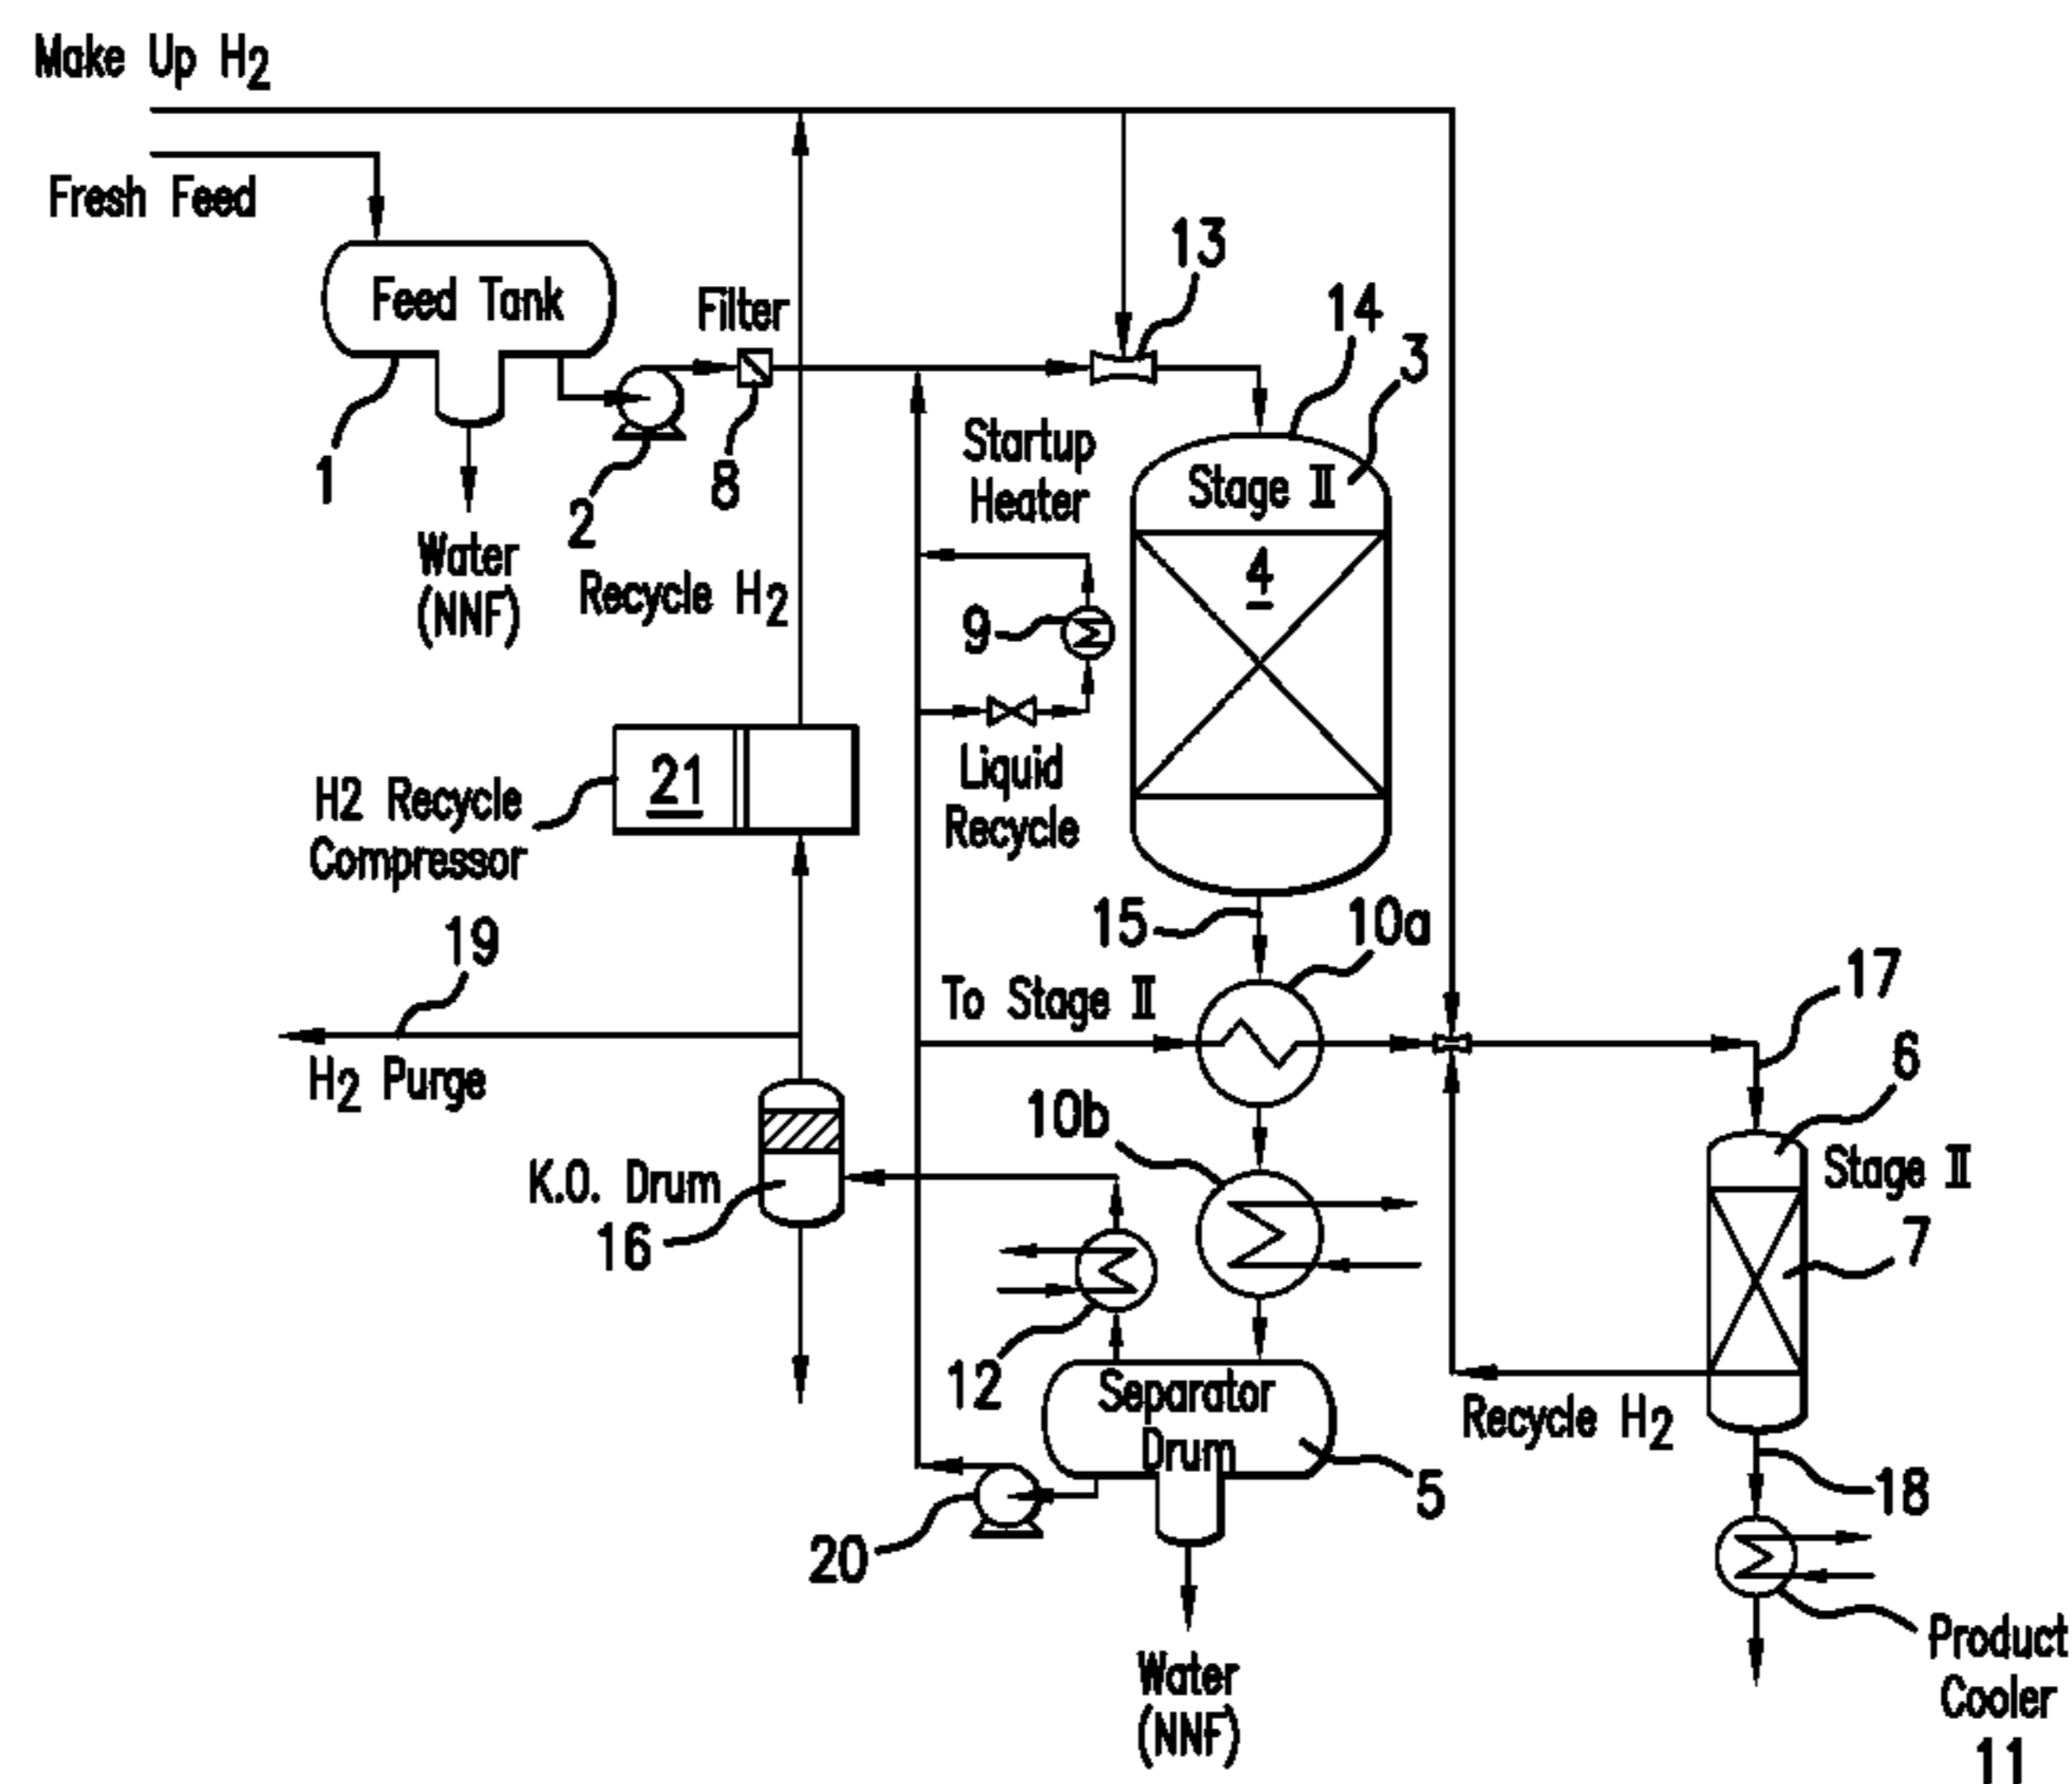 Make Up H2
Fresh Feed
Feed Tank
Filter
13
14
3
1
2
8
Startup
Heater
Stage II
Water
(NNF)
Recycle H2
4
9
H2 Recycle
Compressor
21
Liquid
Recycle
15
10a
19
To Stage II
17
H2 Purge
10b
6
K.O. Drum
16
Stage II
7
12
Separator
Drum
Recycle H2
5
18
20
Water
(NNF)
Product
Cooler
11